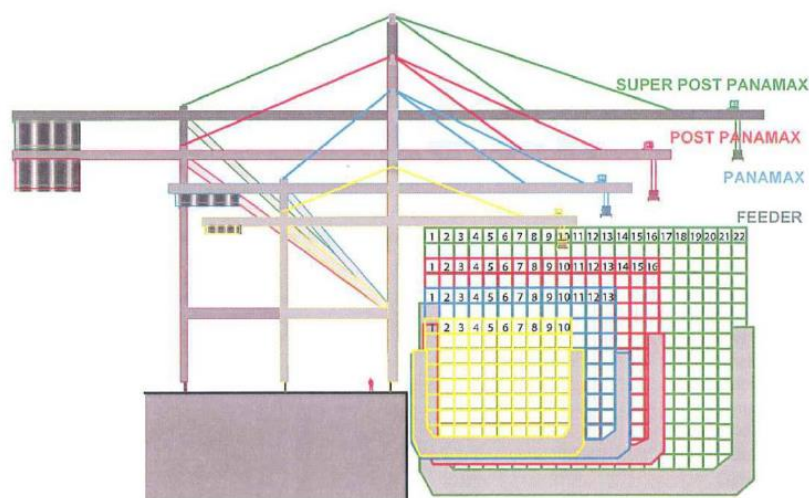 SUPER POST PANAMAX
POST PANAMAX
PANAMAX
FEEDER
1 2 3 4 5 6 7 8 9 10 11 12 13 14 15 16 17 18 19 20 21 22
1 2 3 4 5 6 7 8 9 10 11 12 13 14 15 16
1 2 3 4 5 6 7 8 9 10 11 12 13
1 2 3 4 5 6 7 8 9 10